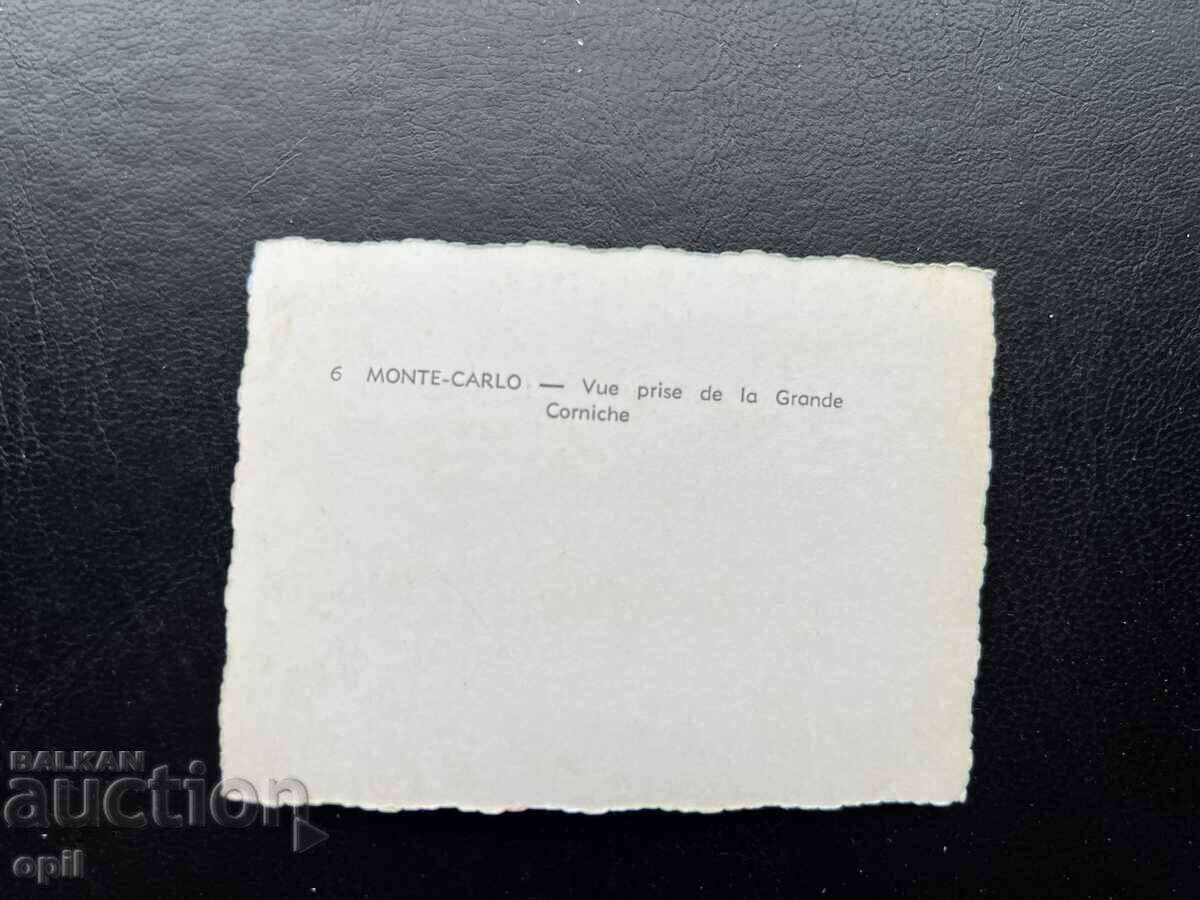 6 MONTE-CARLO — Vue prise de la Grande
Corniche
BALKAN
auction
opil